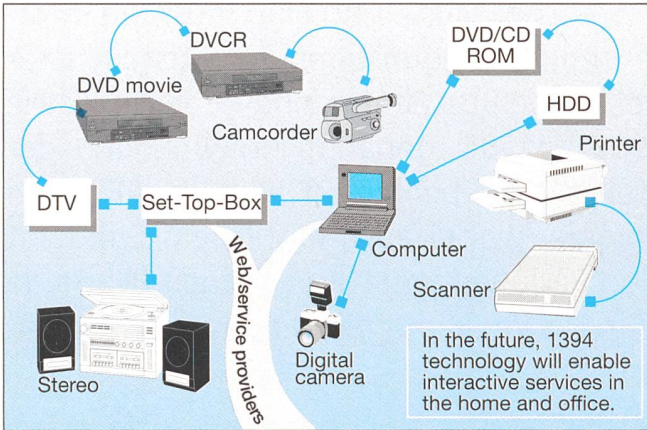 DVCR
DVD/CD
ROM
DVD movie
HDD
Camcorder
Printer
DTV
Set-Top-Box
Computer
Scanner
Web/service providers
Stereo
Digital
camera
In the future, 1394
technology will enable
interactive services in
the home and office.